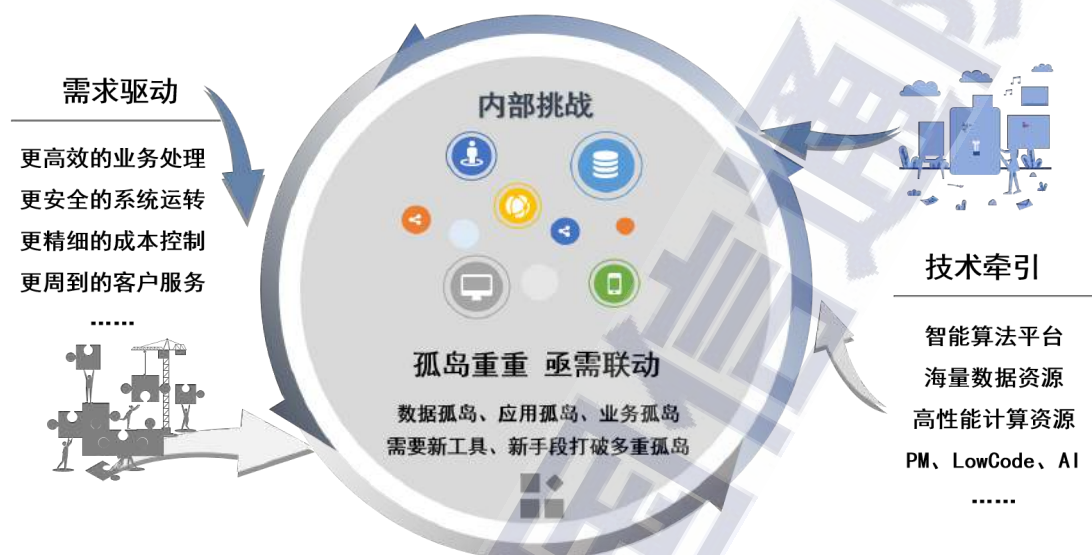 需求驱动
更高效的业务处理
更安全的系统运转
更精细的成本控制
更周到的客户服务
……
内部挑战
孤岛重重 亟需联动
数据孤岛、应用孤岛、业务孤岛
需要新工具、新手段打破多重孤岛
技术牵引
智能算法平台
海量数据资源
高性能计算资源
PM、LowCode、AI
……